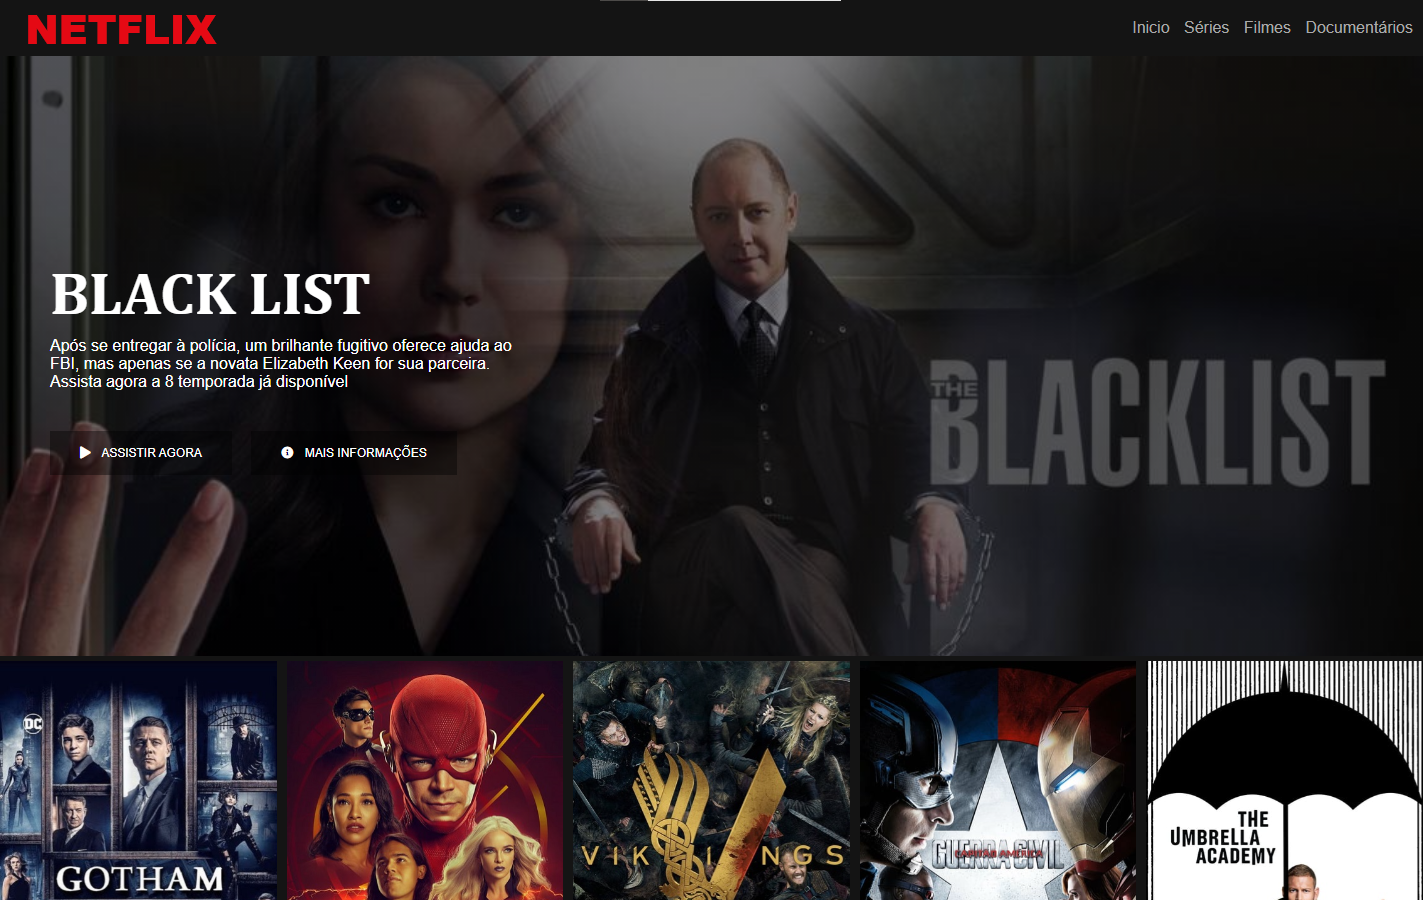 NETFLIX
Inicio Séries Filmes Documentários
BLACK LIST
Após se entregar à polícia, um brilhante fugitivo oferece ajuda ao
FBI, mas apenas se a novata Elizabeth Keen for sua parceira.
Assista agora a 8 temporada já disponível
ASSISTIR AGORA
MAIS INFORMAÇÕES
THE
BLACKLIST
DC
GOTHAM
VIKINGS
CAPITÃO AMÉRICA
GUERRA CIVIL
THE
UMBRELLA
ACADEMY